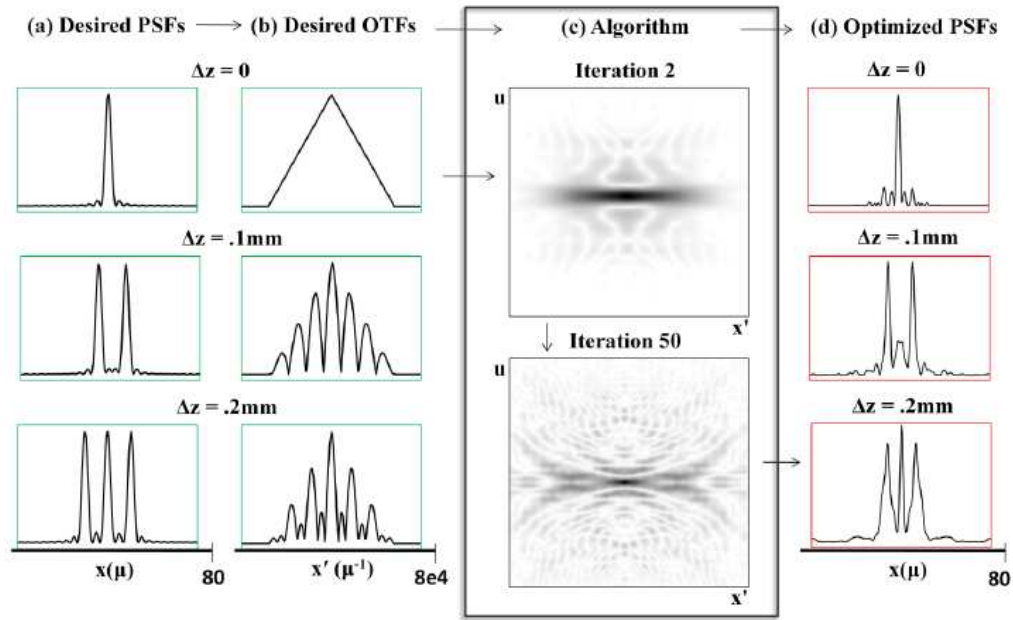 (a) Desired PSFs
(b) Desired OTFs
(c) Algorithm
(d) Optimized PSFs
Δz = 0
Iteration 2
Δz = 0
u
x'
Δz = .1mm
Δz = .1mm
Iteration 50
u
x'
Δz = .2mm
Δz = .2mm
x(μ)
80
x' (μ⁻¹)
8e4
x(μ)
80